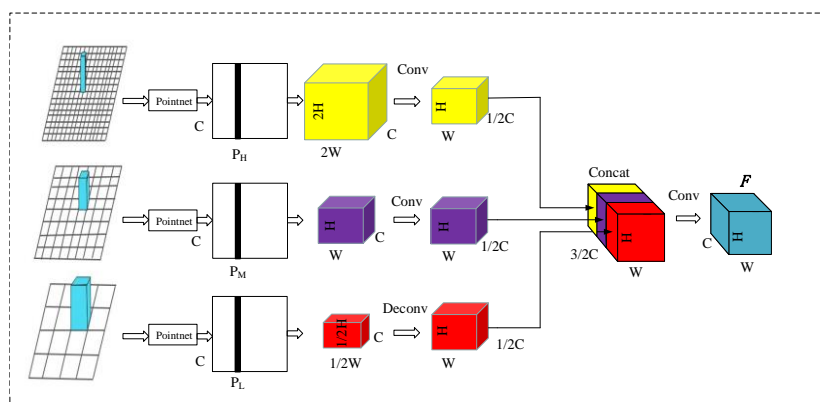 Pointnet
C
P_H
2H
2W
C
Conv
H
W
1/2C
Pointnet
C
P_M
H
W
C
Conv
H
W
1/2C
Pointnet
C
P_L
1/2H
1/2W
C
Deconv
H
W
1/2C
Concat
H
3/2C
W
Conv
F
C
H
W